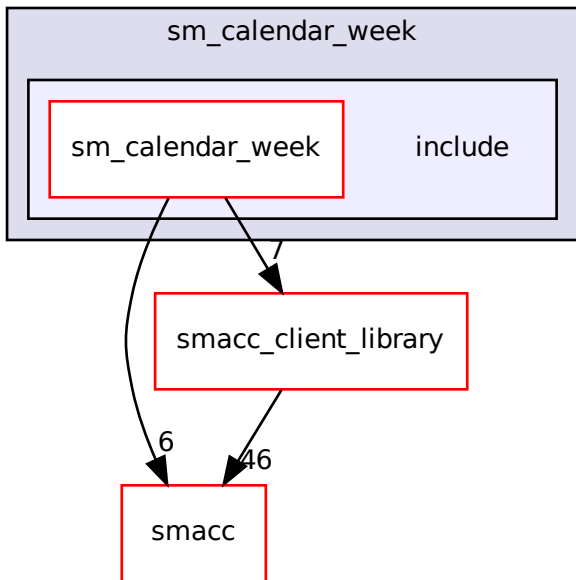 sm_calendar_week
sm_calendar_week
include
7
smacc_client_library
6
46
smacc